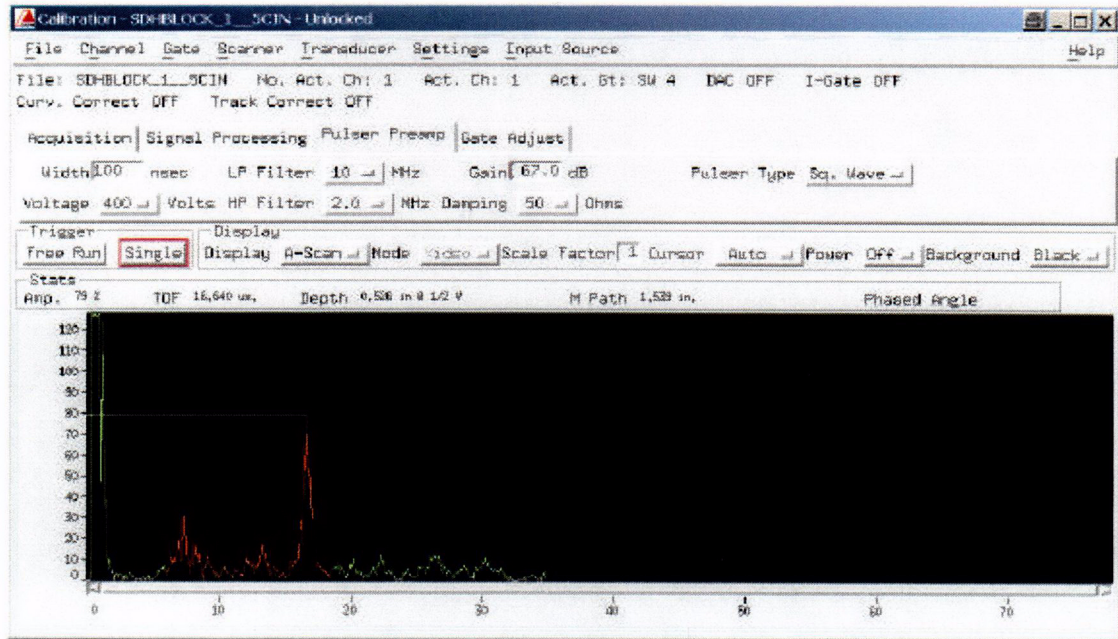 Calibration - SDHBLOCK_1__5CIN - Unlocked
File Channel Gate Scanner Transducer Settings Input Source Help
File: SDHBLOCK_1__5CIN No. Act. Ch: 1 Act. Ch: 1 Act. Gt: SW 4 DAC OFF I-Gate OFF
Curv. Correct OFF Track Correct OFF
Acquisition Signal Processing Pulser Preamp Gate Adjust
Width 100 nsec LP Filter 10 MHz Gain 67.0 dB Pulser Type Sq. Wave
Voltage 400 Volts HP Filter 2.0 MHz Damping 50 Ohms
Trigger Display
Free Run Single Display A-Scan Mode Video Scale Factor 1 Cursor Auto Power Off Background Black
Stats
Amp. 79 % TOF 16.640 us. Depth in @ 1/2 V M Path in. Phased Angle
120
110
100
90
80
70
60
50
40
30
20
10
0
0 10 20 30 40 50 60 70